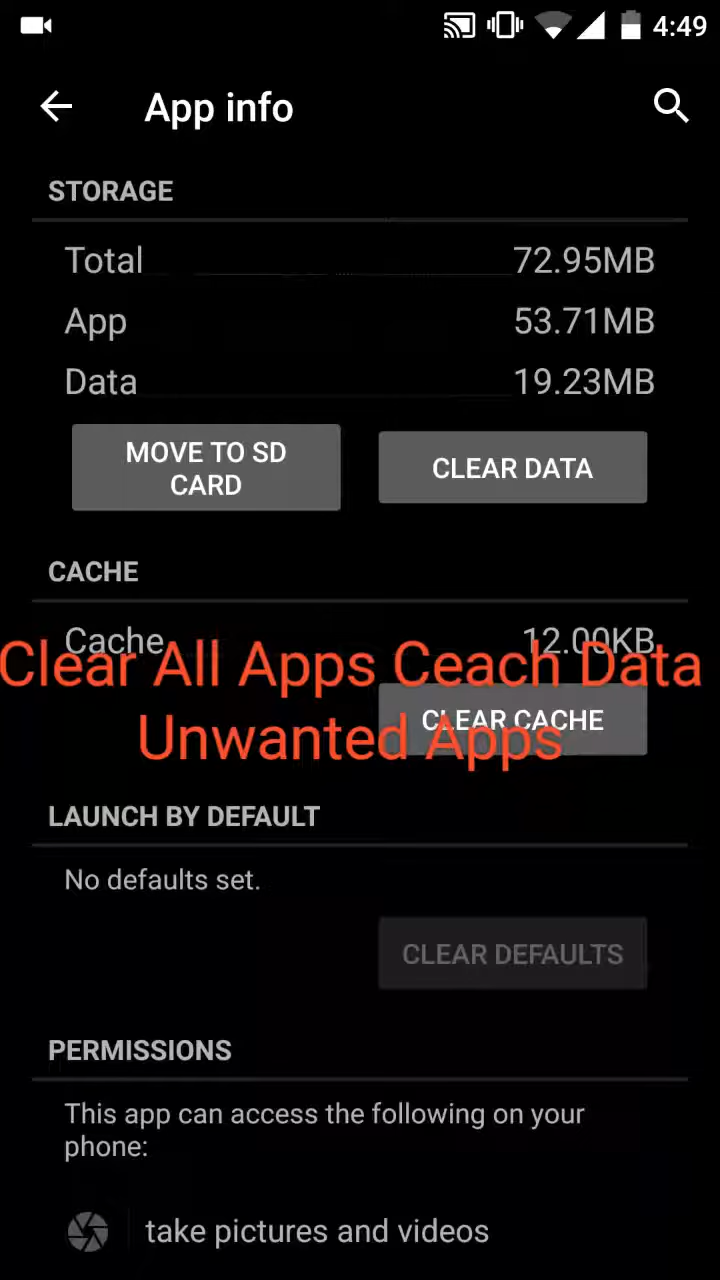 4:49
App info
STORAGE
Total 72.95MB
App 53.71MB
Data 19.23MB
MOVE TO SD
CARD
CLEAR DATA
CACHE
Cache 12.00KB
Clear All Apps Ceach Data
CLEAR CACHE
Unwanted Apps
LAUNCH BY DEFAULT
No defaults set.
CLEAR DEFAULTS
PERMISSIONS
This app can access the following on your
phone:
take pictures and videos